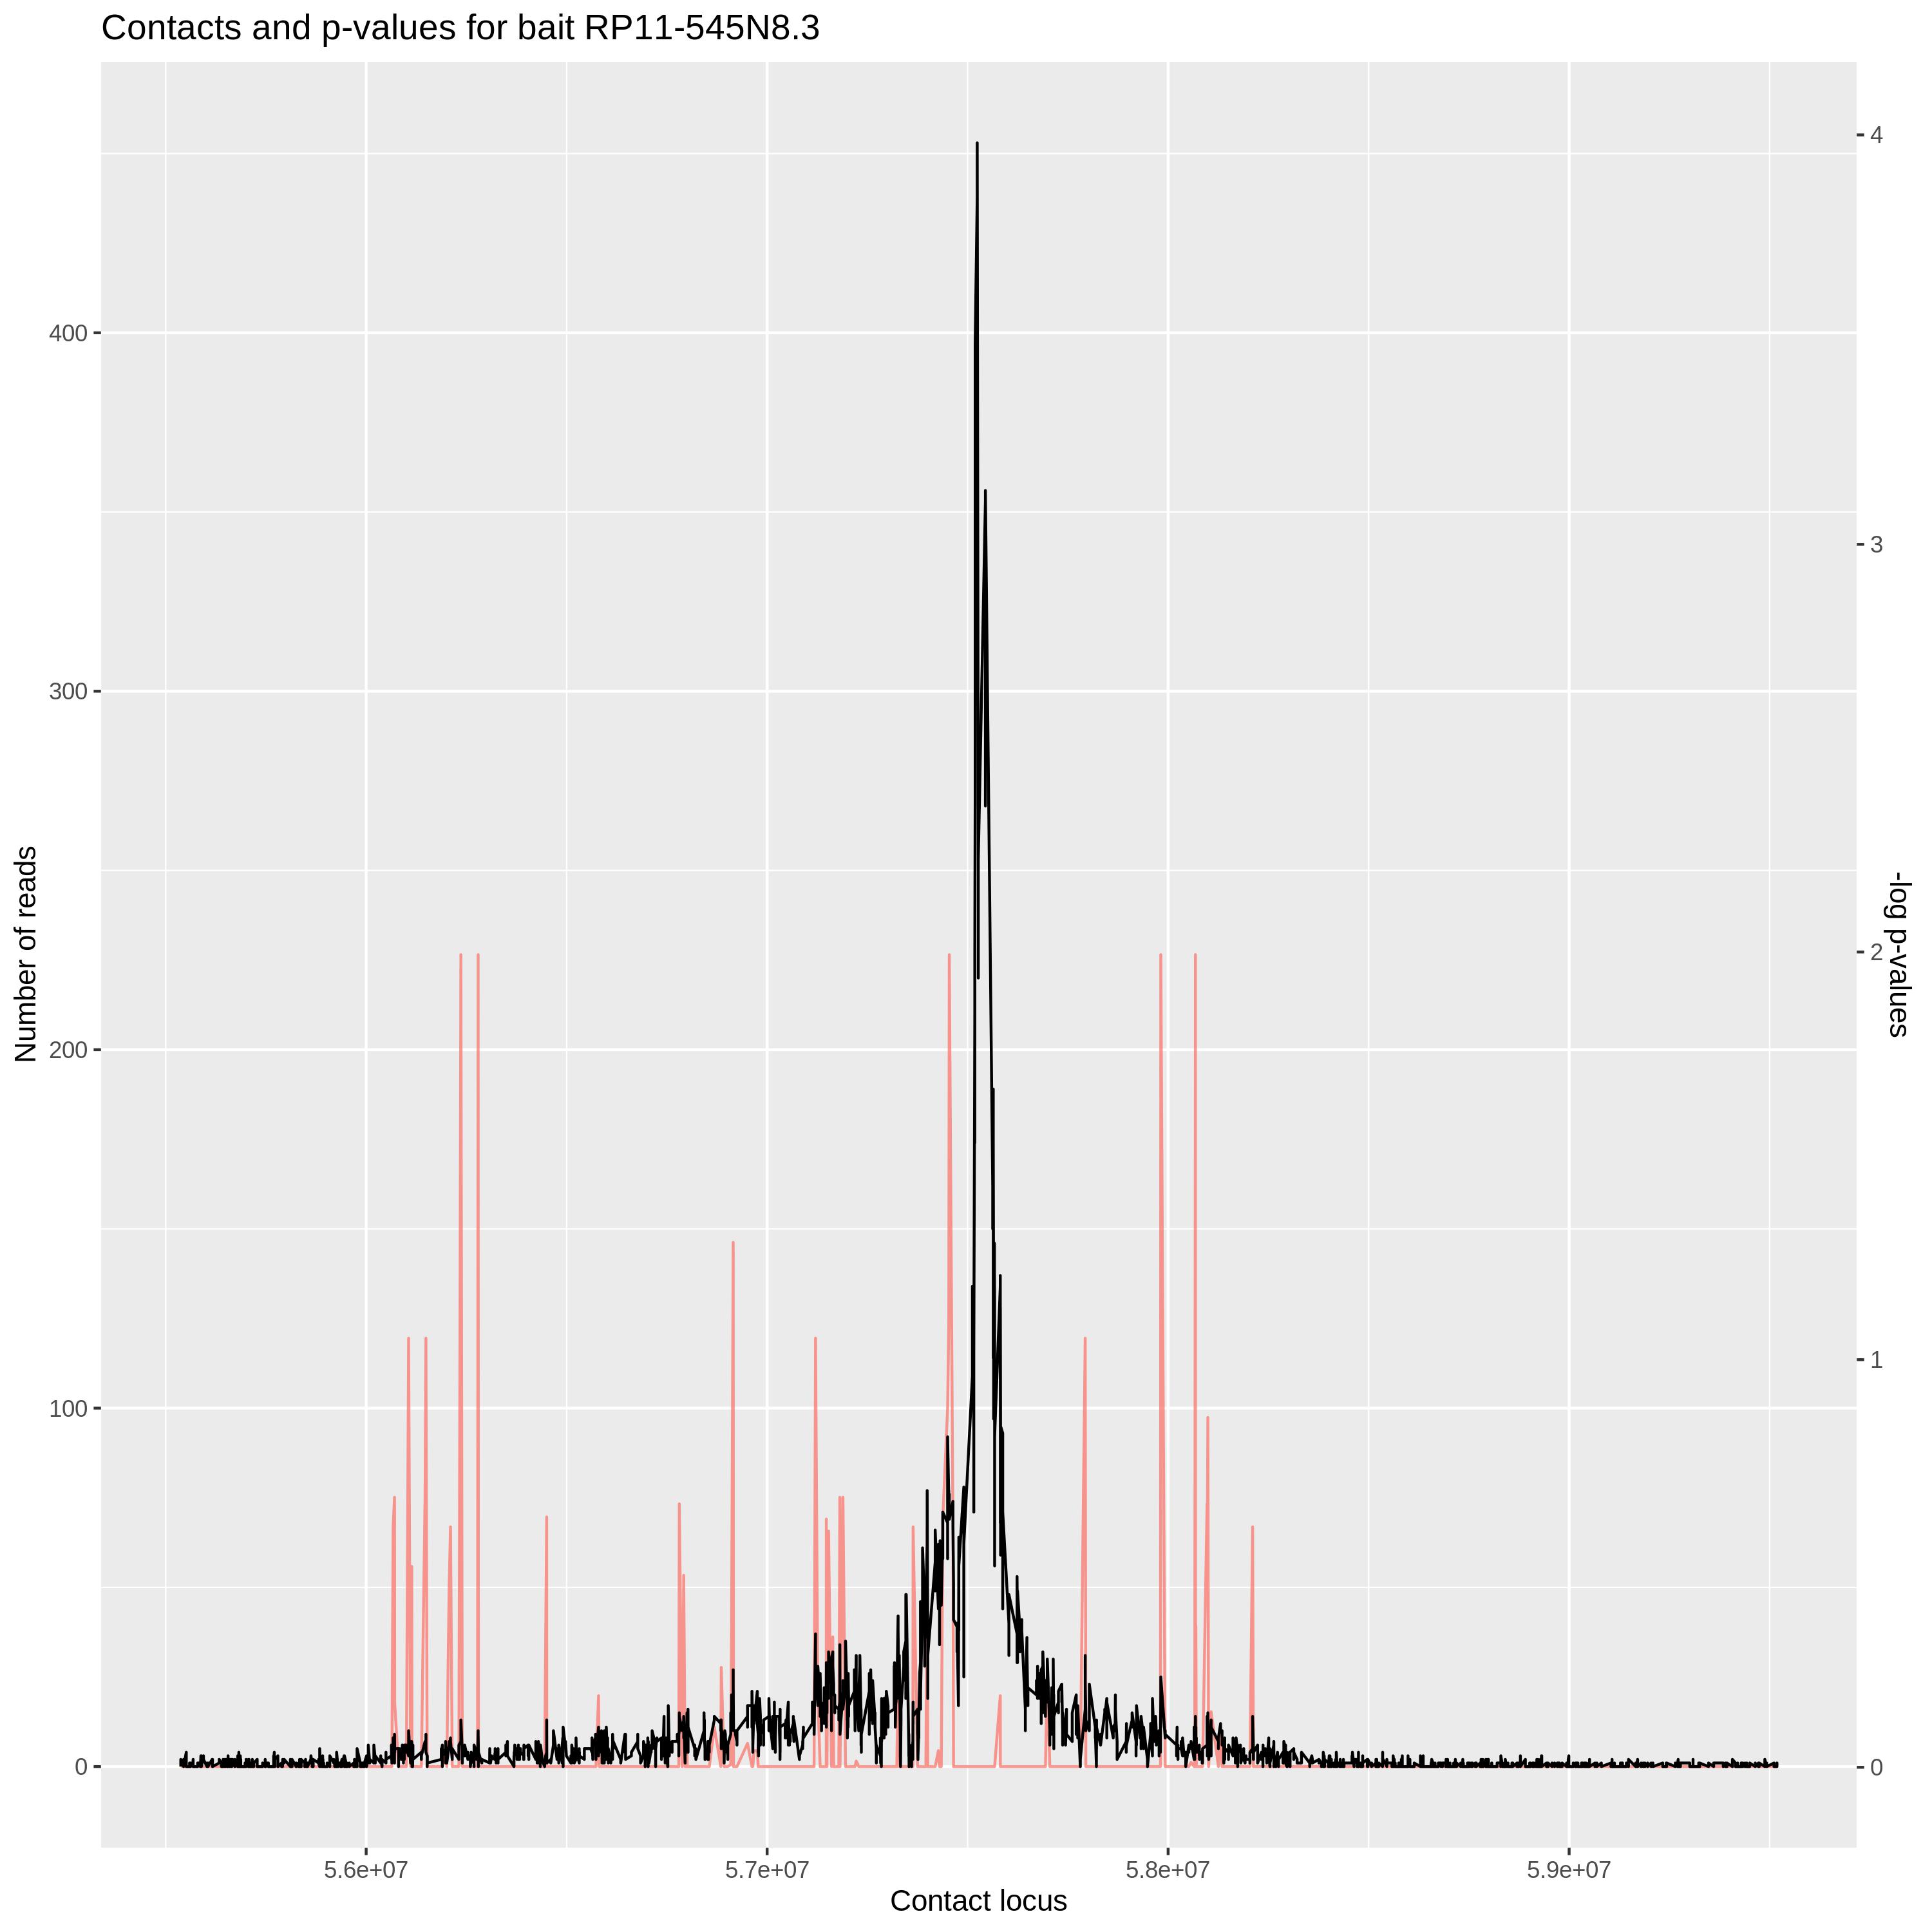 Contacts and p-values for bait RP11-545N8.3
Number of reads
400
300
200
100
0
4
3
2
1
0
-log p-values
5.6e+07 5.7e+07 5.8e+07 5.9e+07
Contact locus